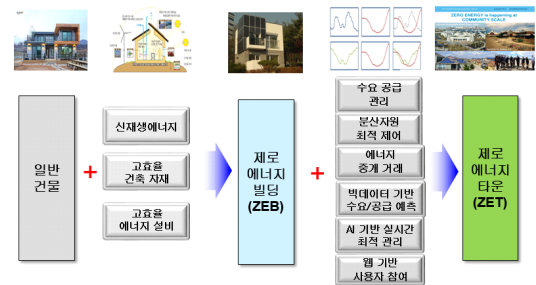 ZERO ENERGY is happening at
COMMUNITY SCALE
일반
건물
+
신재생에너지
고효율
건축 자재
고효율
에너지 설비
제로
에너지
빌딩
(ZEB)
+
수요 공급
관리
분산자원
최적 제어
에너지
중개 거래
빅데이터 기반
수요/공급 예측
AI 기반 실시간
최적 관리
웹 기반
사용자 참여
제로
에너지
타운
(ZET)